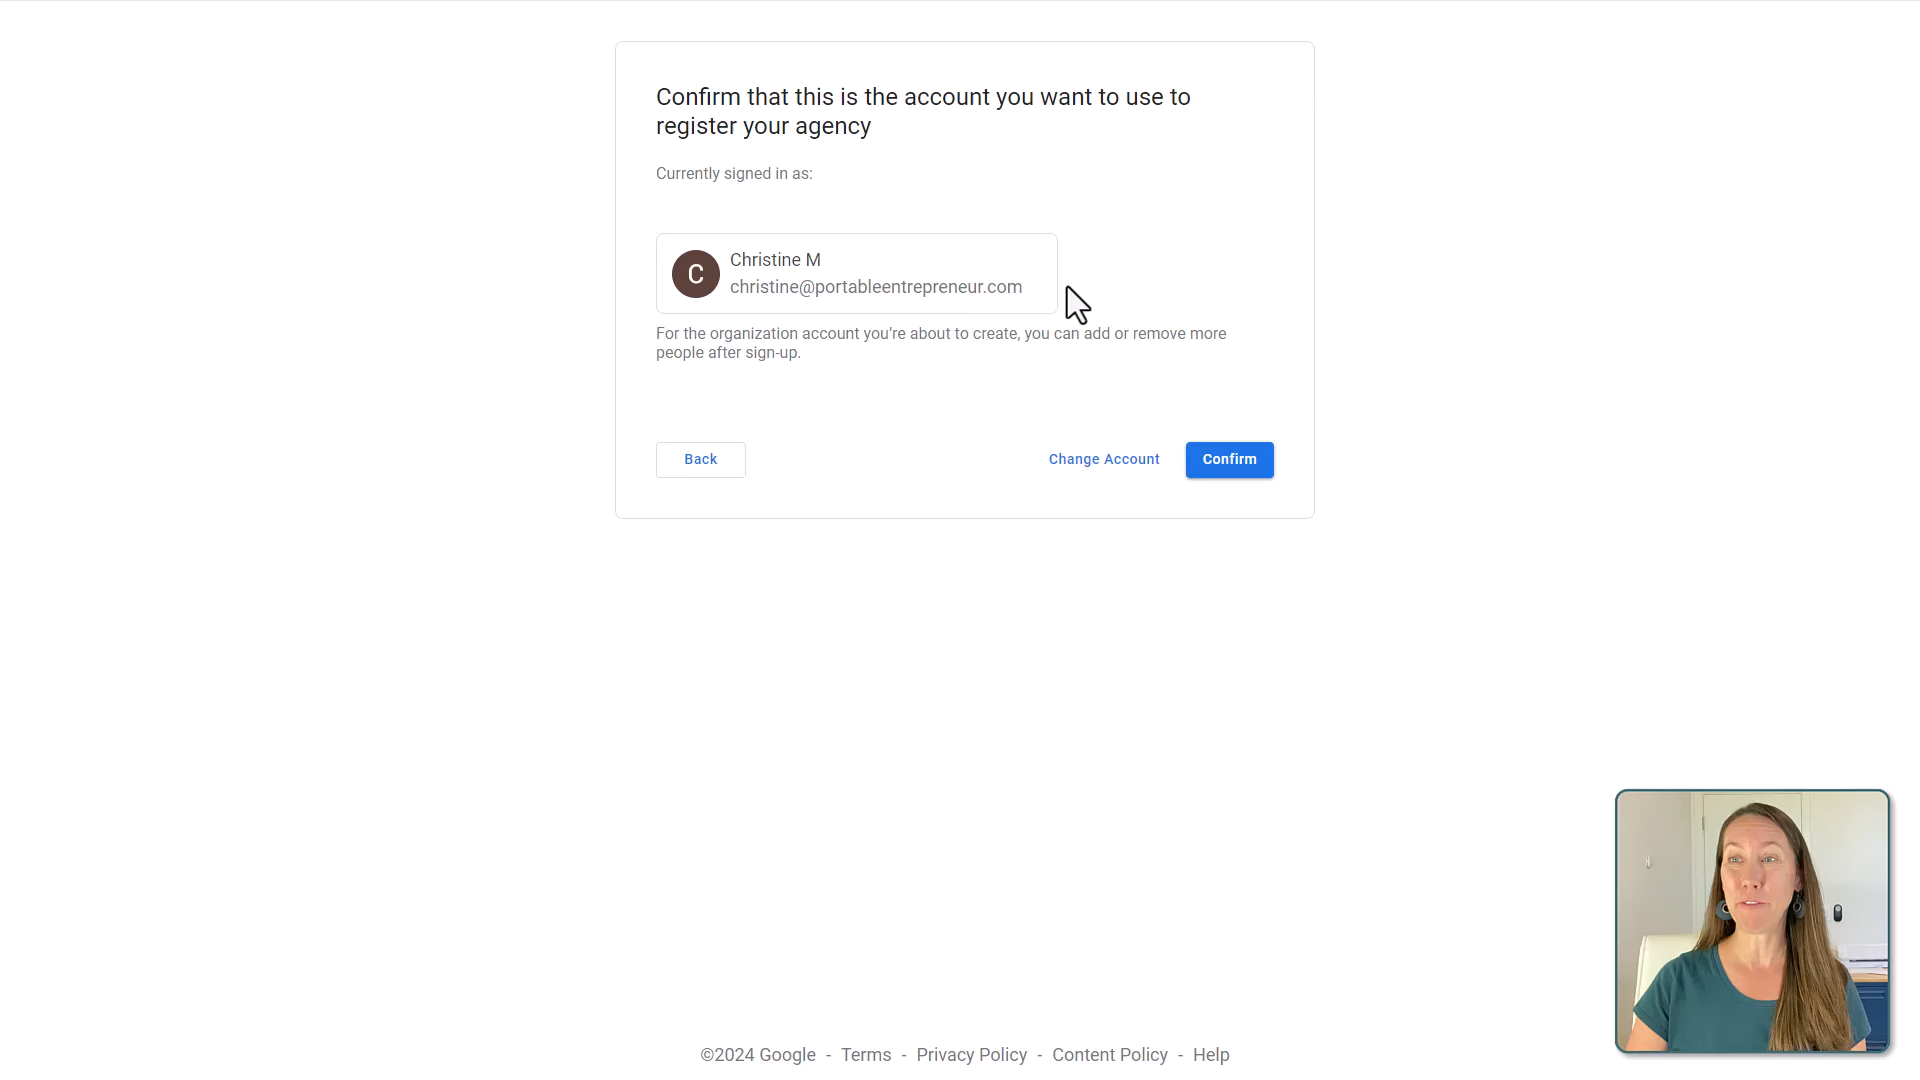 Confirm that this is the account you want to use to
register your agency
Currently signed in as:
C
Christine M
christine@portableentrepreneur.com
For the organization account you’re about to create, you can add or remove more
people after sign-up.
Back
Change Account
Confirm
©2024 Google - Terms - Privacy Policy - Content Policy - Help